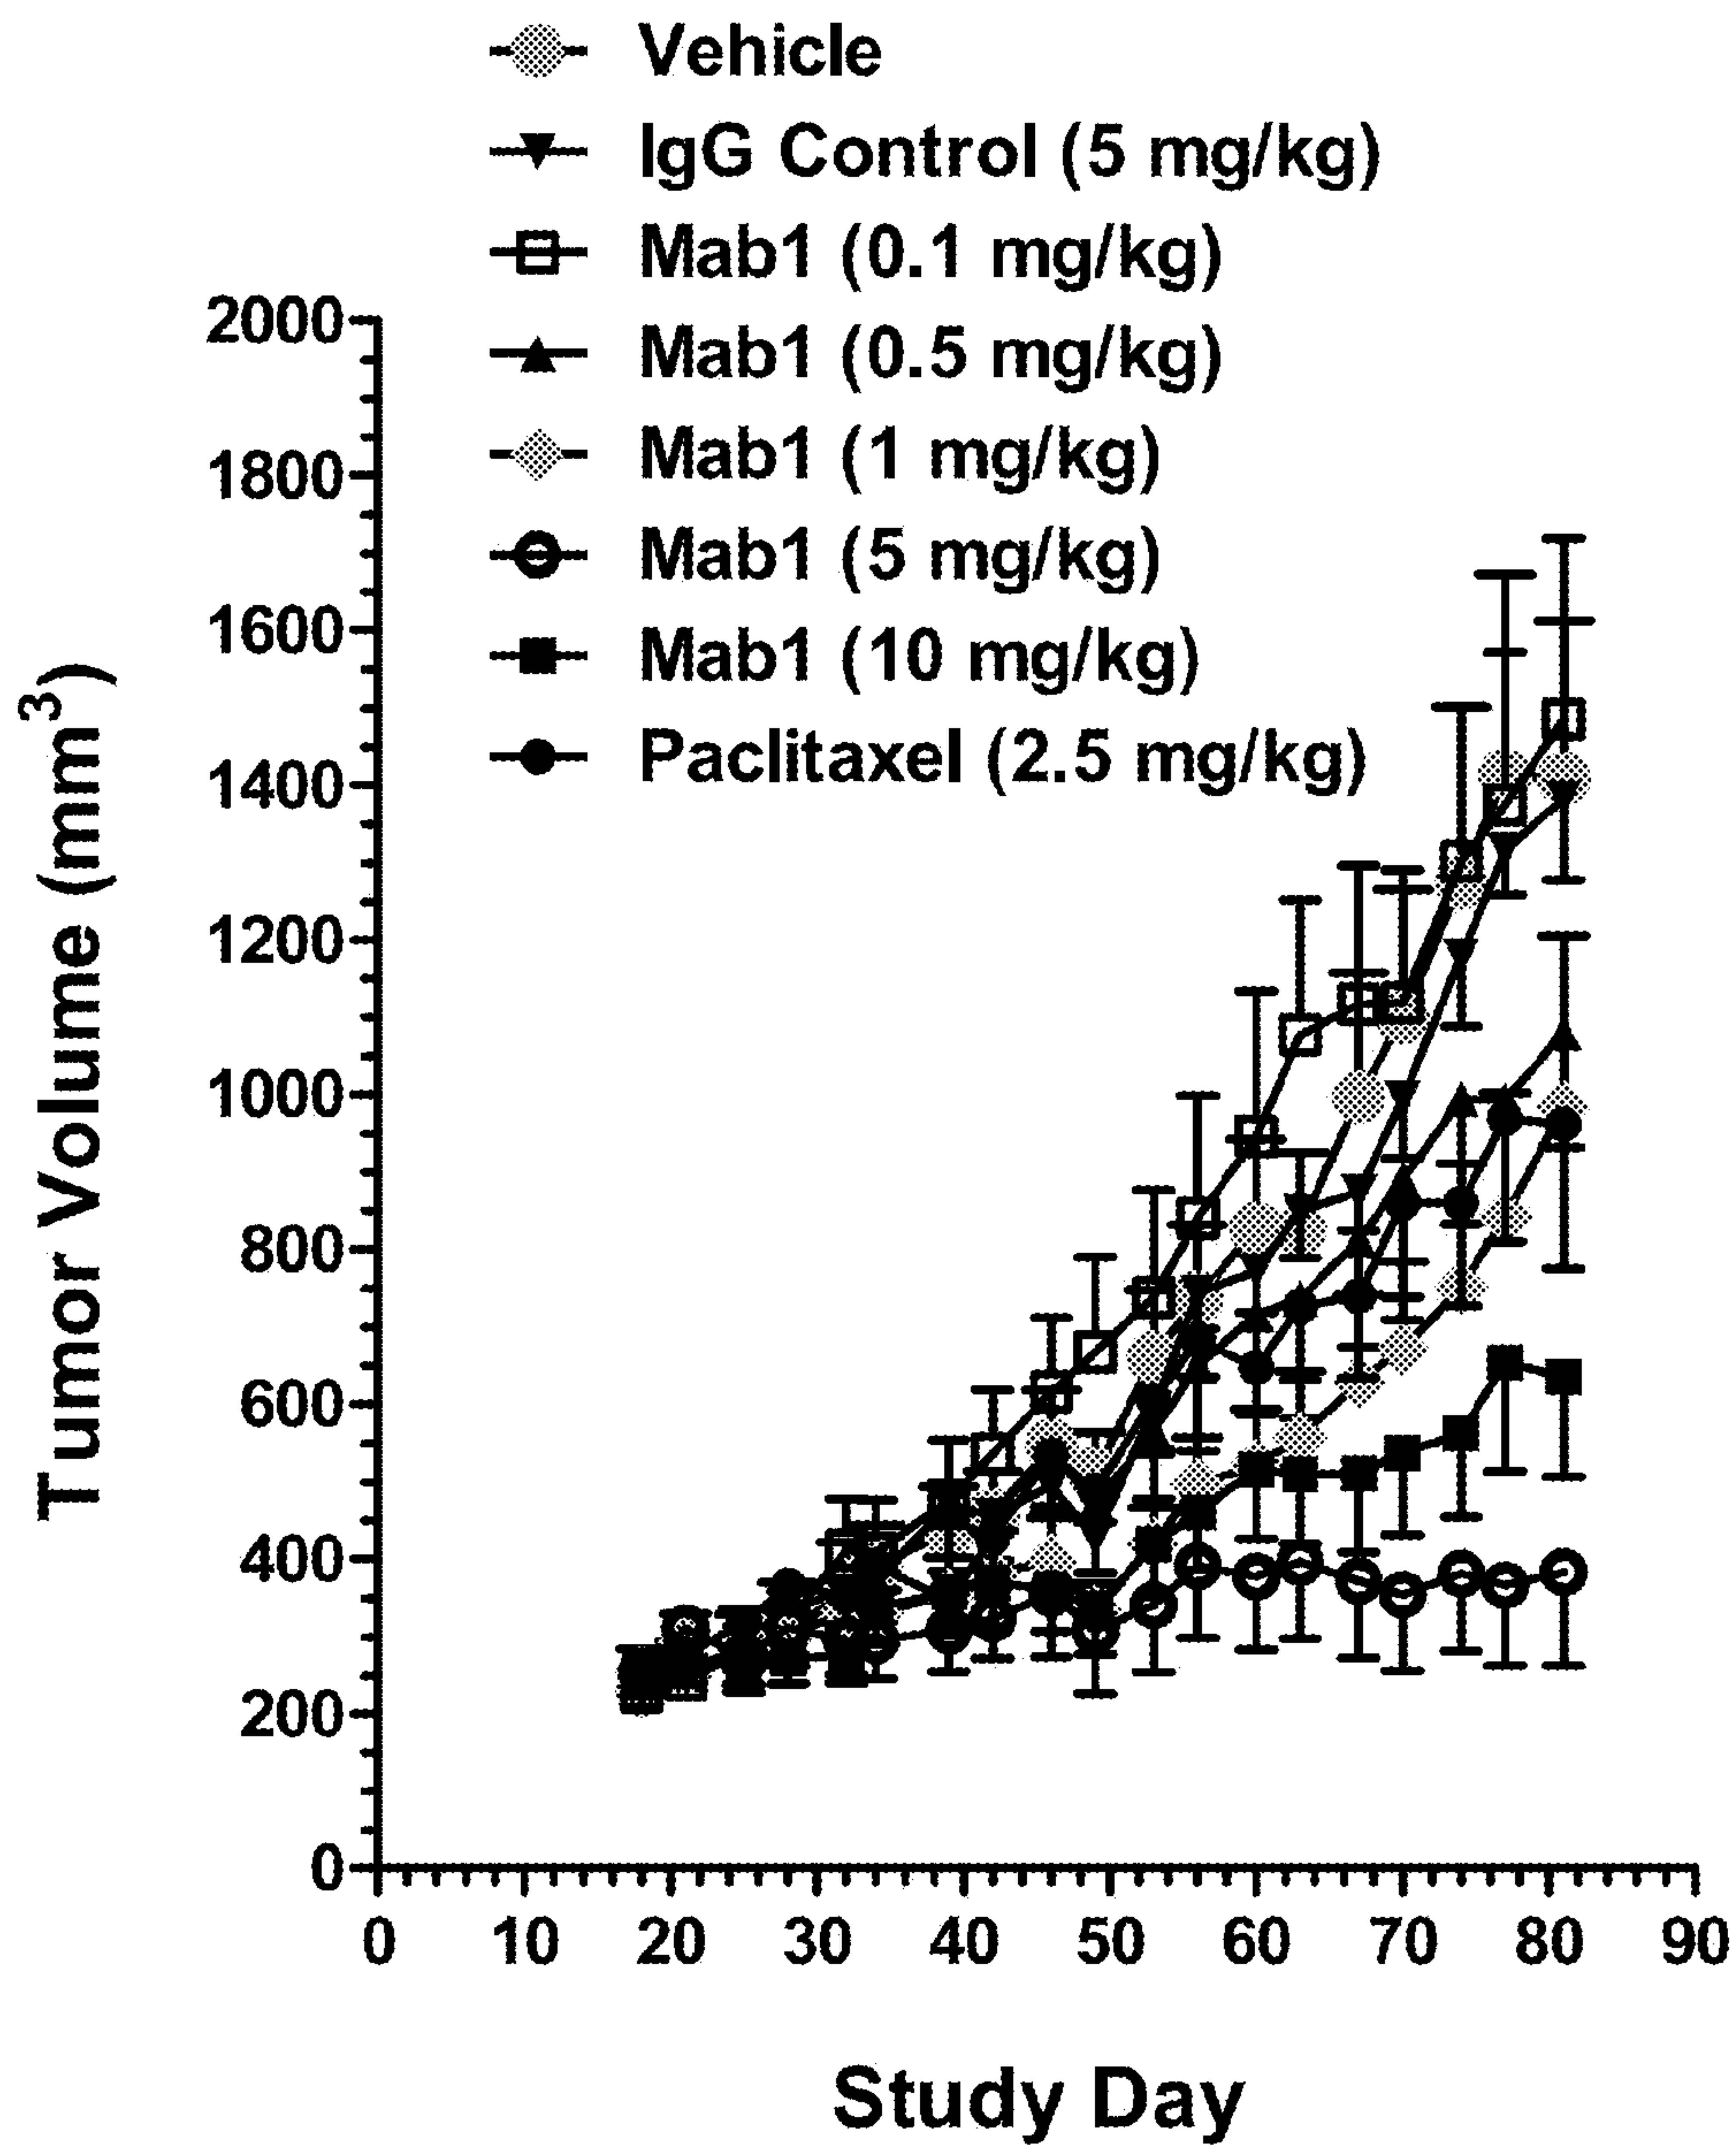 Vehicle
IgG Control (5 mg/kg)
Mab1 (0.1 mg/kg)
Mab1 (0.5 mg/kg)
Mab1 (1 mg/kg)
Mab1 (5 mg/kg)
Mab1 (10 mg/kg)
Paclitaxel (2.5 mg/kg)
Tumor Volume (mm³)
2000
1800
1600
1400
1200
1000
800
600
400
200
0
0 10 20 30 40 50 60 70 80 90
Study Day